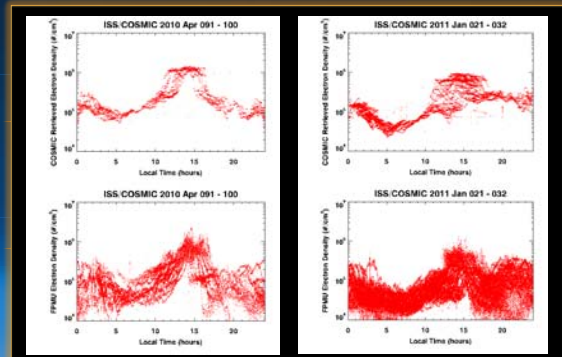 ISS/COSMIC 2010 Apr 091 - 100
COSMIC Retrieved Electron Density (#/cm³)
0 5 10 15 20
Local Time (hours)
ISS/COSMIC 2011 Jan 021 - 032
COSMIC Retrieved Electron Density (#/cm³)
0 5 10 15 20
Local Time (hours)
ISS/COSMIC 2010 Apr 091 - 100
FPMU Electron Density (#/cm³)
0 5 10 15 20
Local Time (hours)
ISS/COSMIC 2011 Jan 021 - 032
FPMU Electron Density (#/cm³)
0 5 10 15 20
Local Time (hours)